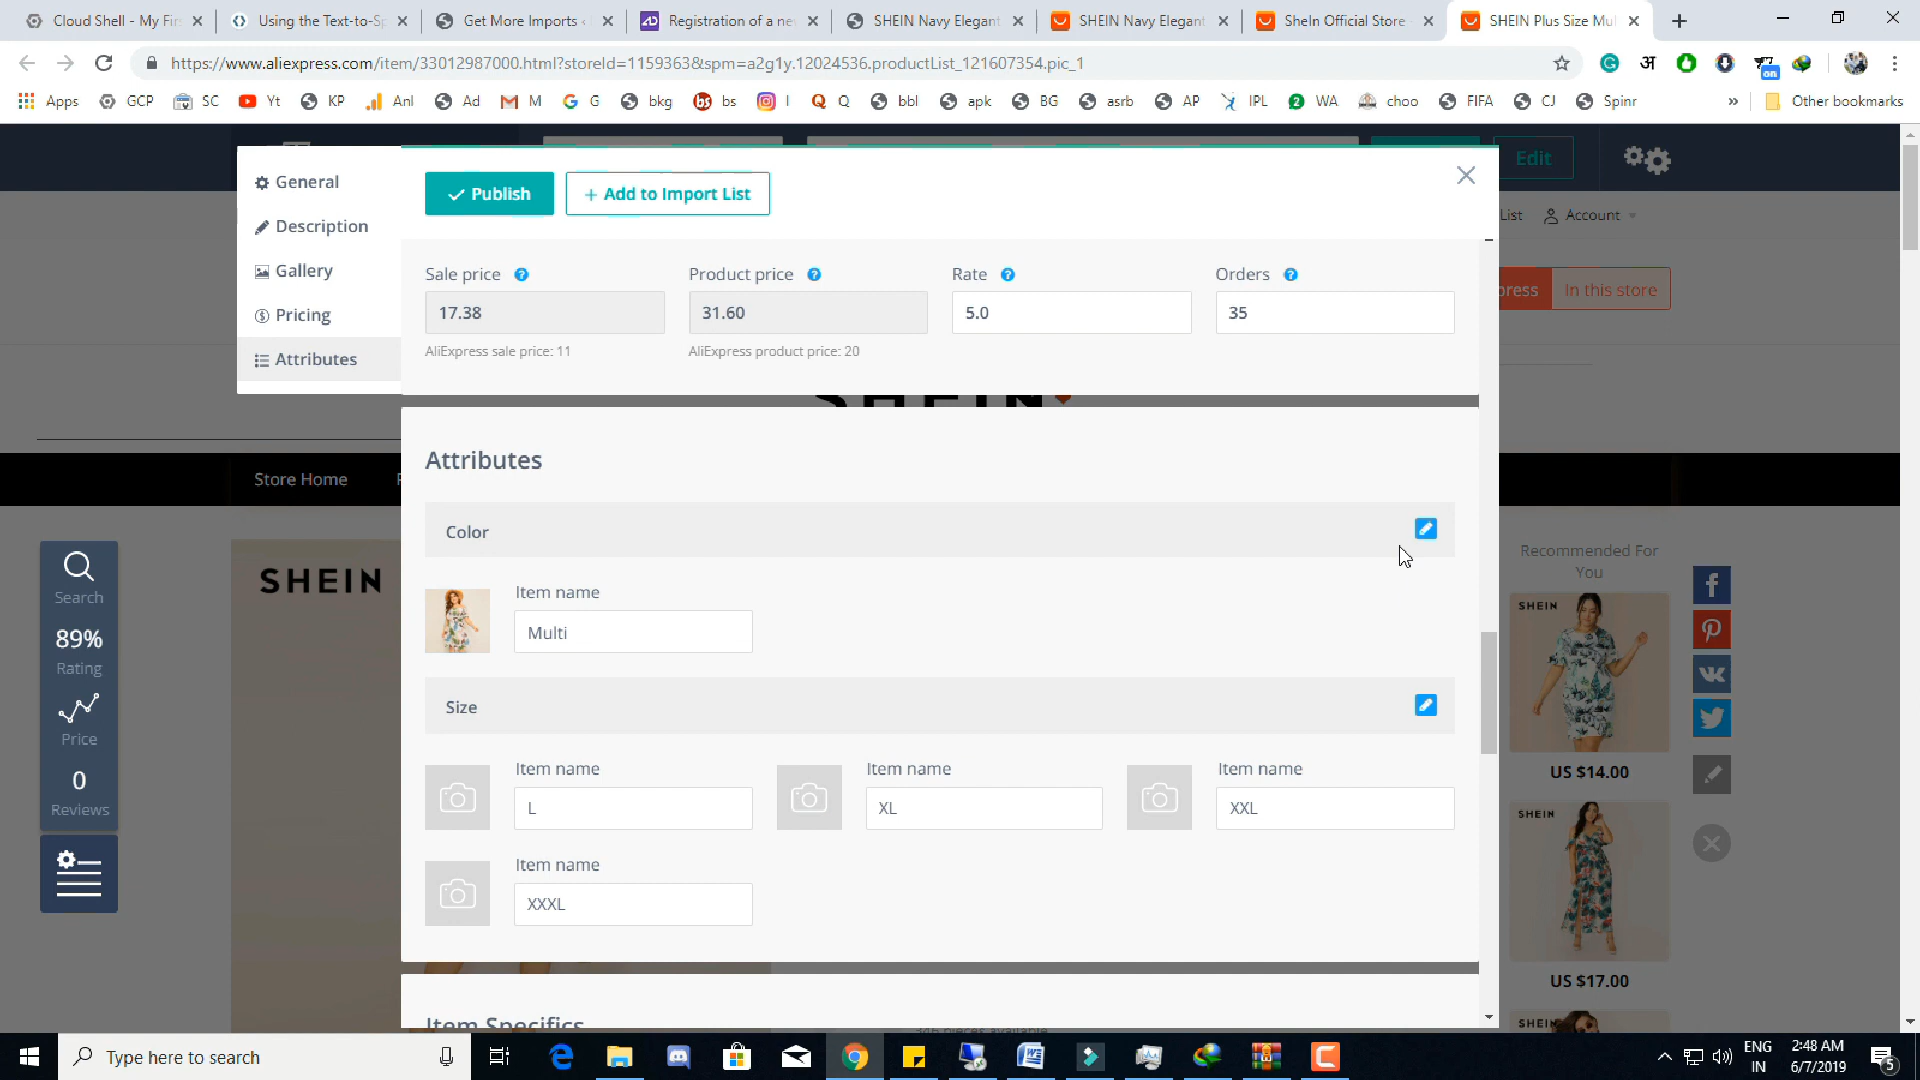 Cloud Shell - My Fir
Using the Text-to-Sp
Get More Imports ‹
Registration of a ne
SHEIN Navy Elegant
SHEIN Navy Elegant
SheIn Official Store
SHEIN Plus Size Mul
https://www.aliexpress.com/item/33012987000.html?storeId=1159363&spm=a2g1y.12024536.productList_121607354.pic_1
on
Apps GCP SC Yt KP Anl Ad M G bkg bs I Q bbl apk BG asrb AP IPL WA choo FIFA CJ Spinr » Other bookmarks
Edit
General
Description
Gallery
Pricing
Attributes
Publish
+ Add to Import List
List Account
press In this store
Sale price
Product price
Rate
Orders
17.38
31.60
5.0
35
AliExpress sale price: 11
AliExpress product price: 20
SHEIN
Store Home
Attributes
Color
Item name
Multi
Size
Item name
L
Item name
XL
Item name
XXL
Item name
XXXL
Item Specifics
Search
89%
Rating
Price
0
Reviews
SHEIN
Recommended For
You
SHEIN
US $14.00
SHEIN
US $17.00
SHEIN
Type here to search
ENG
IN
2:48 AM
6/7/2019
5